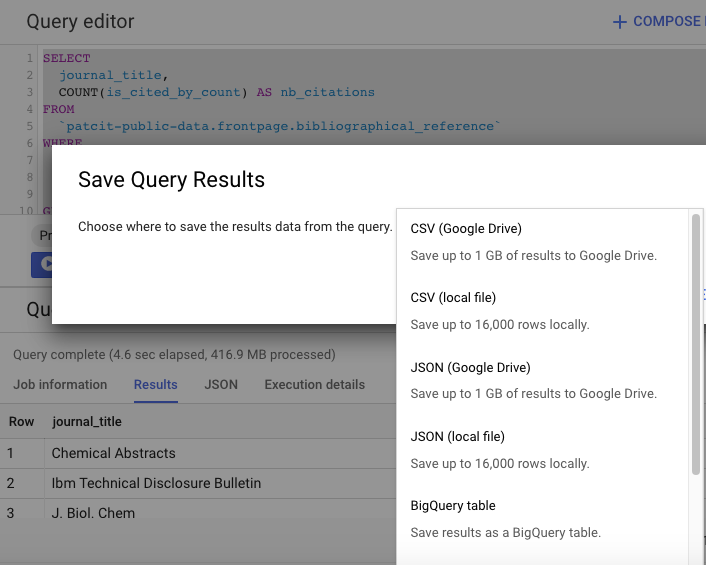 Query editor
+ COMPOSE
1 SELECT
2 journal_title,
3 COUNT(is_cited_by_count) AS nb_citations
4 FROM
5 `patcit-public-data.frontpage.bibliographical_reference`
6 WHERE
7
8
9
10
Save Query Results
Choose where to save the results data from the query.
CSV (Google Drive)
Save up to 1 GB of results to Google Drive.
CSV (local file)
Save up to 16,000 rows locally.
JSON (Google Drive)
Save up to 1 GB of results to Google Drive.
JSON (local file)
Save up to 16,000 rows locally.
BigQuery table
Save results as a BigQuery table.
Query complete (4.6 sec elapsed, 416.9 MB processed)
Job information Results JSON Execution details
Row journal_title
1 Chemical Abstracts
2 Ibm Technical Disclosure Bulletin
3 J. Biol. Chem